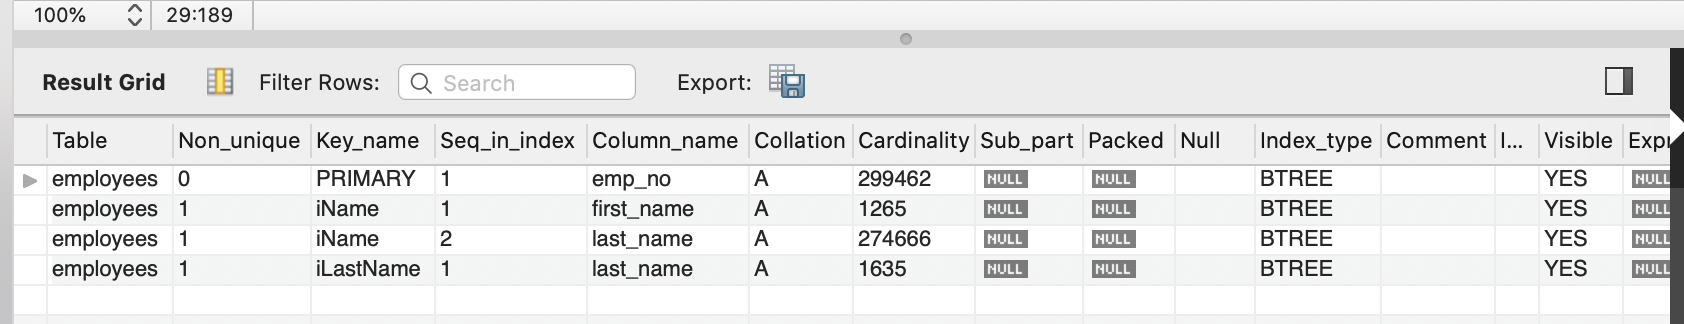 100% 29:189
Result Grid Filter Rows: Search Export:
Table Non_unique Key_name Seq_in_index Column_name Collation Cardinality Sub_part Packed Null Index_type Comment I... Visible Expr
employees 0 PRIMARY 1 emp_no A 299462 NULL NULL BTREE YES NULL
employees 1 iName 1 first_name A 1265 NULL NULL BTREE YES NULL
employees 1 iName 2 last_name A 274666 NULL NULL BTREE YES NULL
employees 1 iLastName 1 last_name A 1635 NULL NULL BTREE YES NULL